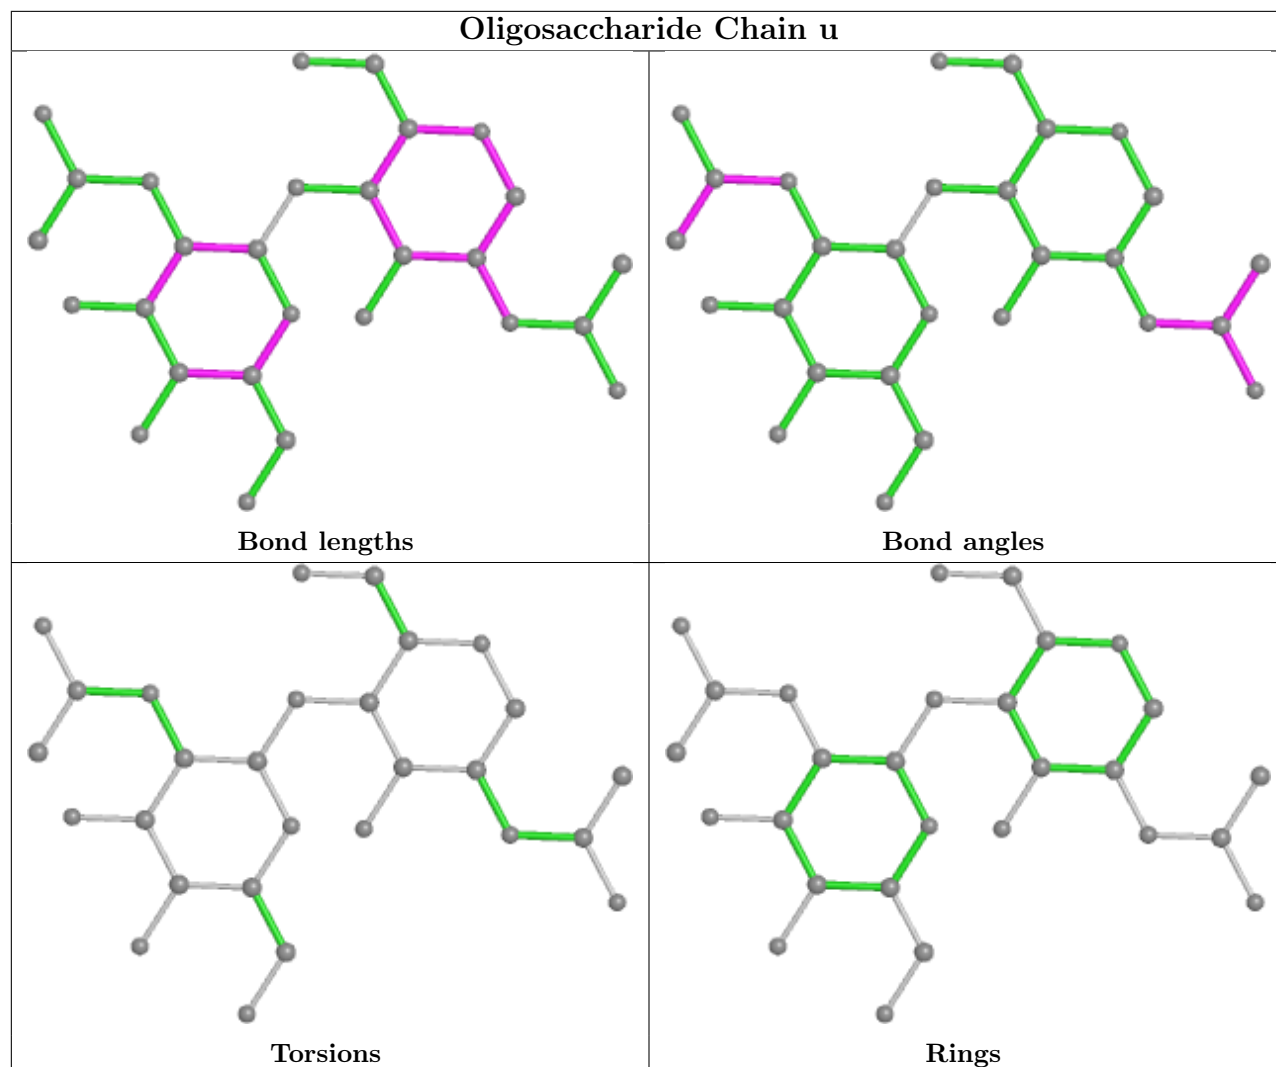 Oligosaccharide Chain u
Bond lengths
Bond angles
Torsions
Rings